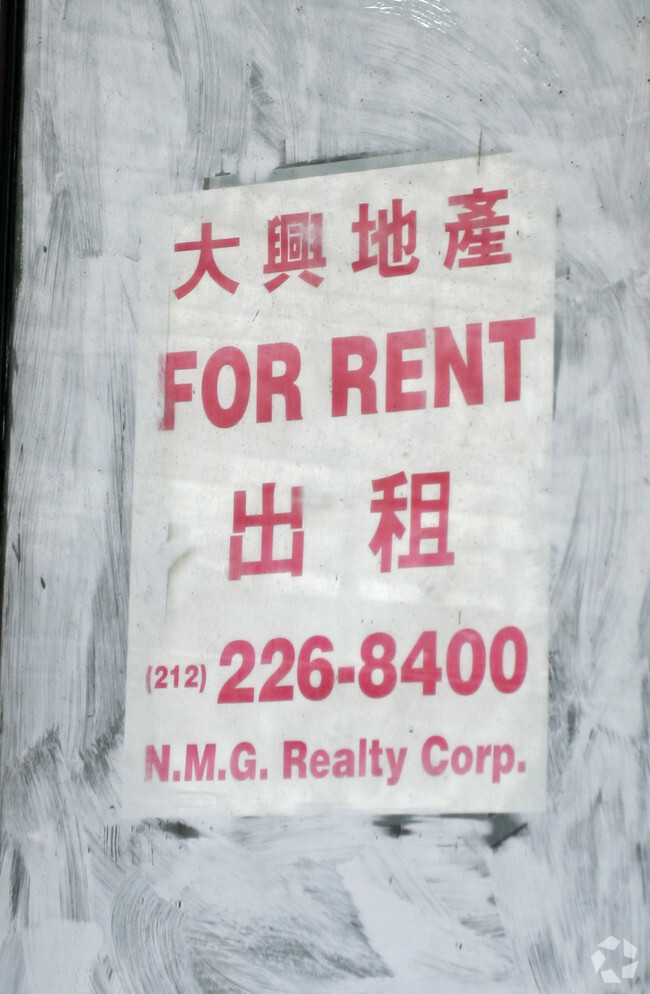 大興地產
FOR RENT
出租
(212) 226-8400
N.M.G. Realty Corp.